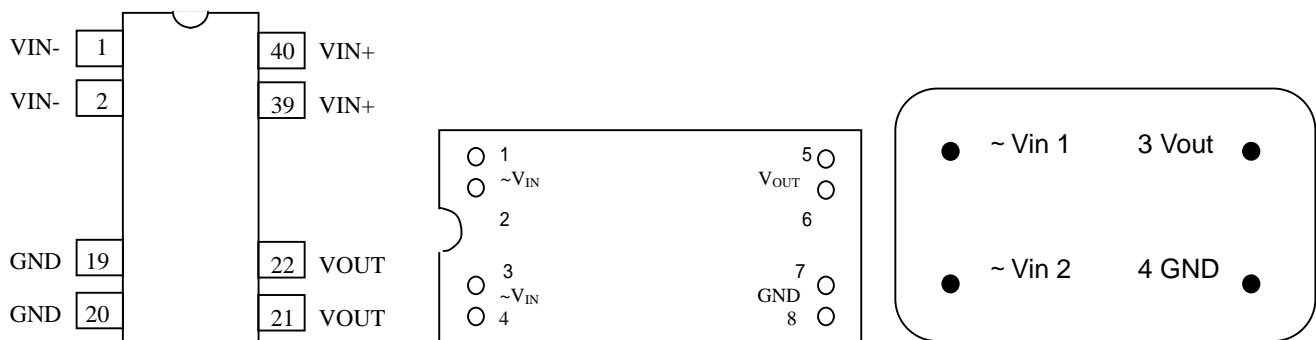 VIN- 1 40 VIN+
VIN- 2 39 VIN+
GND 19 22 VOUT
GND 20 21 VOUT
1 5
~VIN VOUT
2 6
3 7
~VIN GND
4 8
~ Vin 1 3 Vout
~ Vin 2 4 GND